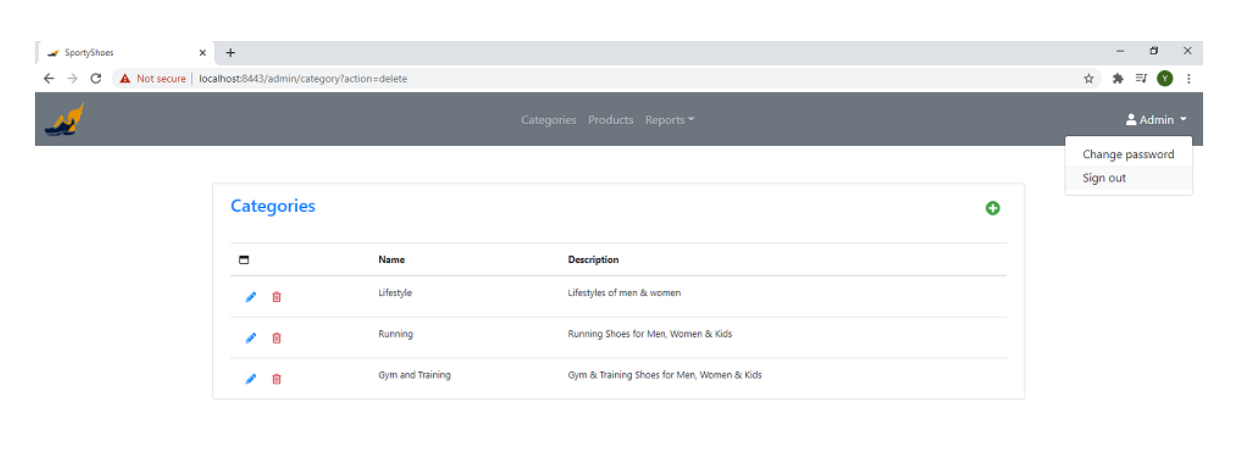 SportyShoes
Not secure | localhost:8443/admin/category?action=delete
Y
Categories Products Reports
Admin
Change password
Sign out
Categories
Name Description
Lifestyle Lifestyles of men & women
Running Running Shoes for Men, Women & Kids
Gym and Training Gym & Training Shoes for Men, Women & Kids